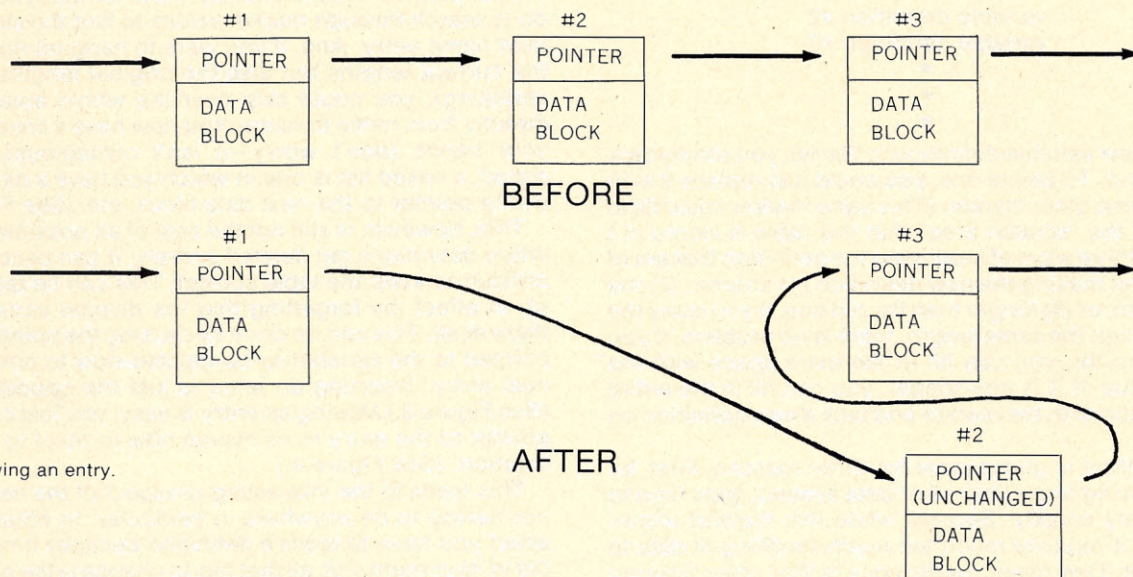 #1
#2
#3
POINTER
POINTER
POINTER
DATA
BLOCK
DATA
BLOCK
DATA
BLOCK
BEFORE
#1
#3
POINTER
POINTER
DATA
BLOCK
DATA
BLOCK
#2
ving an entry.
AFTER
POINTER
(UNCHANGED)
DATA
BLOCK